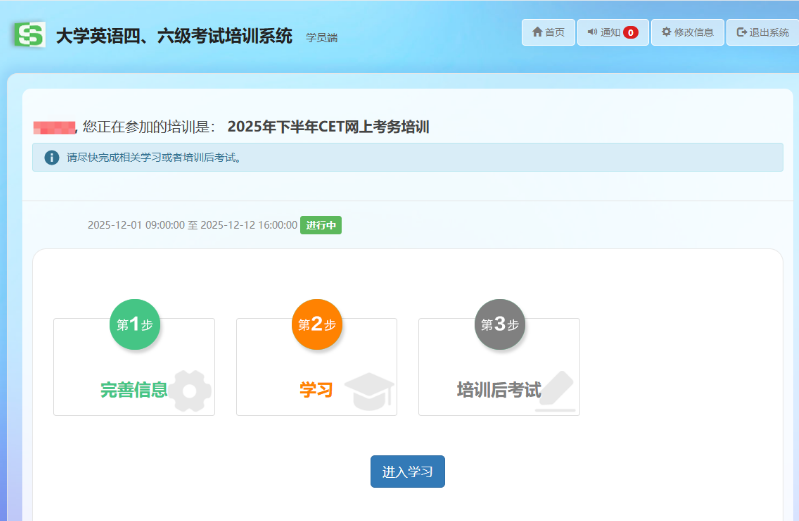 大学英语四、六级考试培训系统 学员端
首页 通知 0 修改信息 退出系统
, 您正在参加的培训是： 2025年下半年CET网上考务培训
请尽快完成相关学习或者培训后考试。
2025-12-01 09:00:00 至 2025-12-12 16:00:00 进行中
第1步 第2步 第3步
完善信息 学习 培训后考试
进入学习